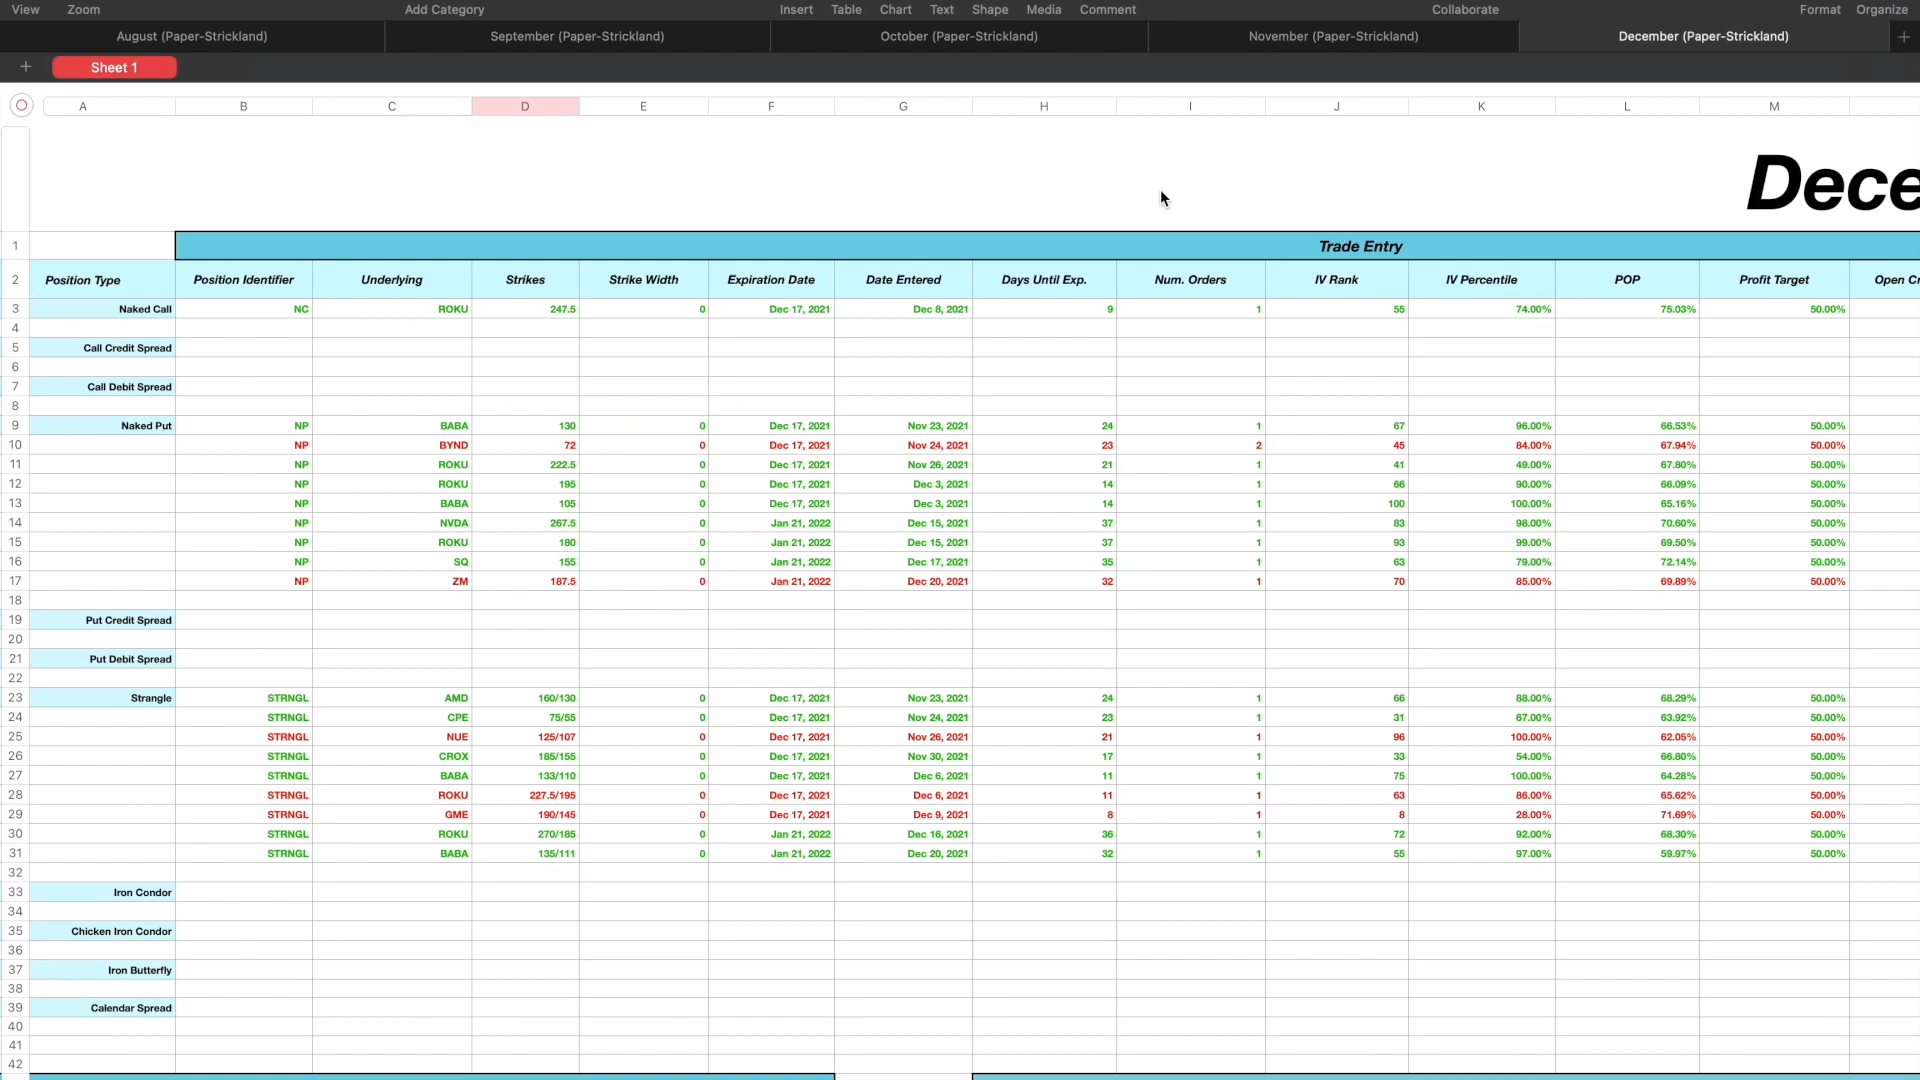 View Zoom Add Category Insert Table Chart Text Shape Media Comment Collaborate Format Organize
August (Paper-Strickland) September (Paper-Strickland) October (Paper-Strickland) November (Paper-Strickland) December (Paper-Strickland) +
+ Sheet 1
A B C D E F G H I J K L M
Dece
1 Trade Entry
2 Position Type Position Identifier Underlying Strikes Strike Width Expiration Date Date Entered Days Until Exp. Num. Orders IV Rank IV Percentile POP Profit Target Open Cr
3 Naked Call NC ROKU 247.5 0 Dec 17, 2021 Dec 8, 2021 9 1 55 74.00% 75.03% 50.00%
4
5 Call Credit Spread
6
7 Call Debit Spread
8
9 Naked Put NP BABA 130 0 Dec 17, 2021 Nov 23, 2021 24 1 67 96.00% 66.53% 50.00%
10 NP BYND 72 0 Dec 17, 2021 Nov 24, 2021 23 2 45 84.00% 67.94% 50.00%
11 NP ROKU 222.5 0 Dec 17, 2021 Nov 26, 2021 21 1 41 49.00% 67.80% 50.00%
12 NP ROKU 195 0 Dec 17, 2021 Dec 3, 2021 14 1 66 90.00% 66.09% 50.00%
13 NP BABA 105 0 Dec 17, 2021 Dec 3, 2021 14 1 100 100.00% 65.16% 50.00%
14 NP NVDA 267.5 0 Jan 21, 2022 Dec 15, 2021 37 1 83 98.00% 70.60% 50.00%
15 NP ROKU 180 0 Jan 21, 2022 Dec 15, 2021 37 1 93 99.00% 69.50% 50.00%
16 NP SQ 155 0 Jan 21, 2022 Dec 17, 2021 35 1 63 79.00% 72.14% 50.00%
17 NP ZM 187.5 0 Jan 21, 2022 Dec 20, 2021 32 1 70 85.00% 69.89% 50.00%
18
19 Put Credit Spread
20
21 Put Debit Spread
22
23 Strangle STRNGL AMD 160/130 0 Dec 17, 2021 Nov 23, 2021 24 1 66 88.00% 68.29% 50.00%
24 STRNGL CPE 75/55 0 Dec 17, 2021 Nov 24, 2021 23 1 31 67.00% 63.92% 50.00%
25 STRNGL NUE 125/107 0 Dec 17, 2021 Nov 26, 2021 21 1 96 100.00% 62.05% 50.00%
26 STRNGL CROX 185/155 0 Dec 17, 2021 Nov 30, 2021 17 1 33 54.00% 66.80% 50.00%
27 STRNGL BABA 133/110 0 Dec 17, 2021 Dec 6, 2021 11 1 75 100.00% 64.28% 50.00%
28 STRNGL ROKU 227.5/195 0 Dec 17, 2021 Dec 6, 2021 11 1 63 86.00% 65.62% 50.00%
29 STRNGL GME 190/145 0 Dec 17, 2021 Dec 9, 2021 8 1 8 28.00% 71.69% 50.00%
30 STRNGL ROKU 270/185 0 Jan 21, 2022 Dec 16, 2021 36 1 72 92.00% 68.30% 50.00%
31 STRNGL BABA 135/111 0 Jan 21, 2022 Dec 20, 2021 32 1 55 97.00% 59.97% 50.00%
32
33 Iron Condor
34
35 Chicken Iron Condor
36
37 Iron Butterfly
38
39 Calendar Spread
40
41
42